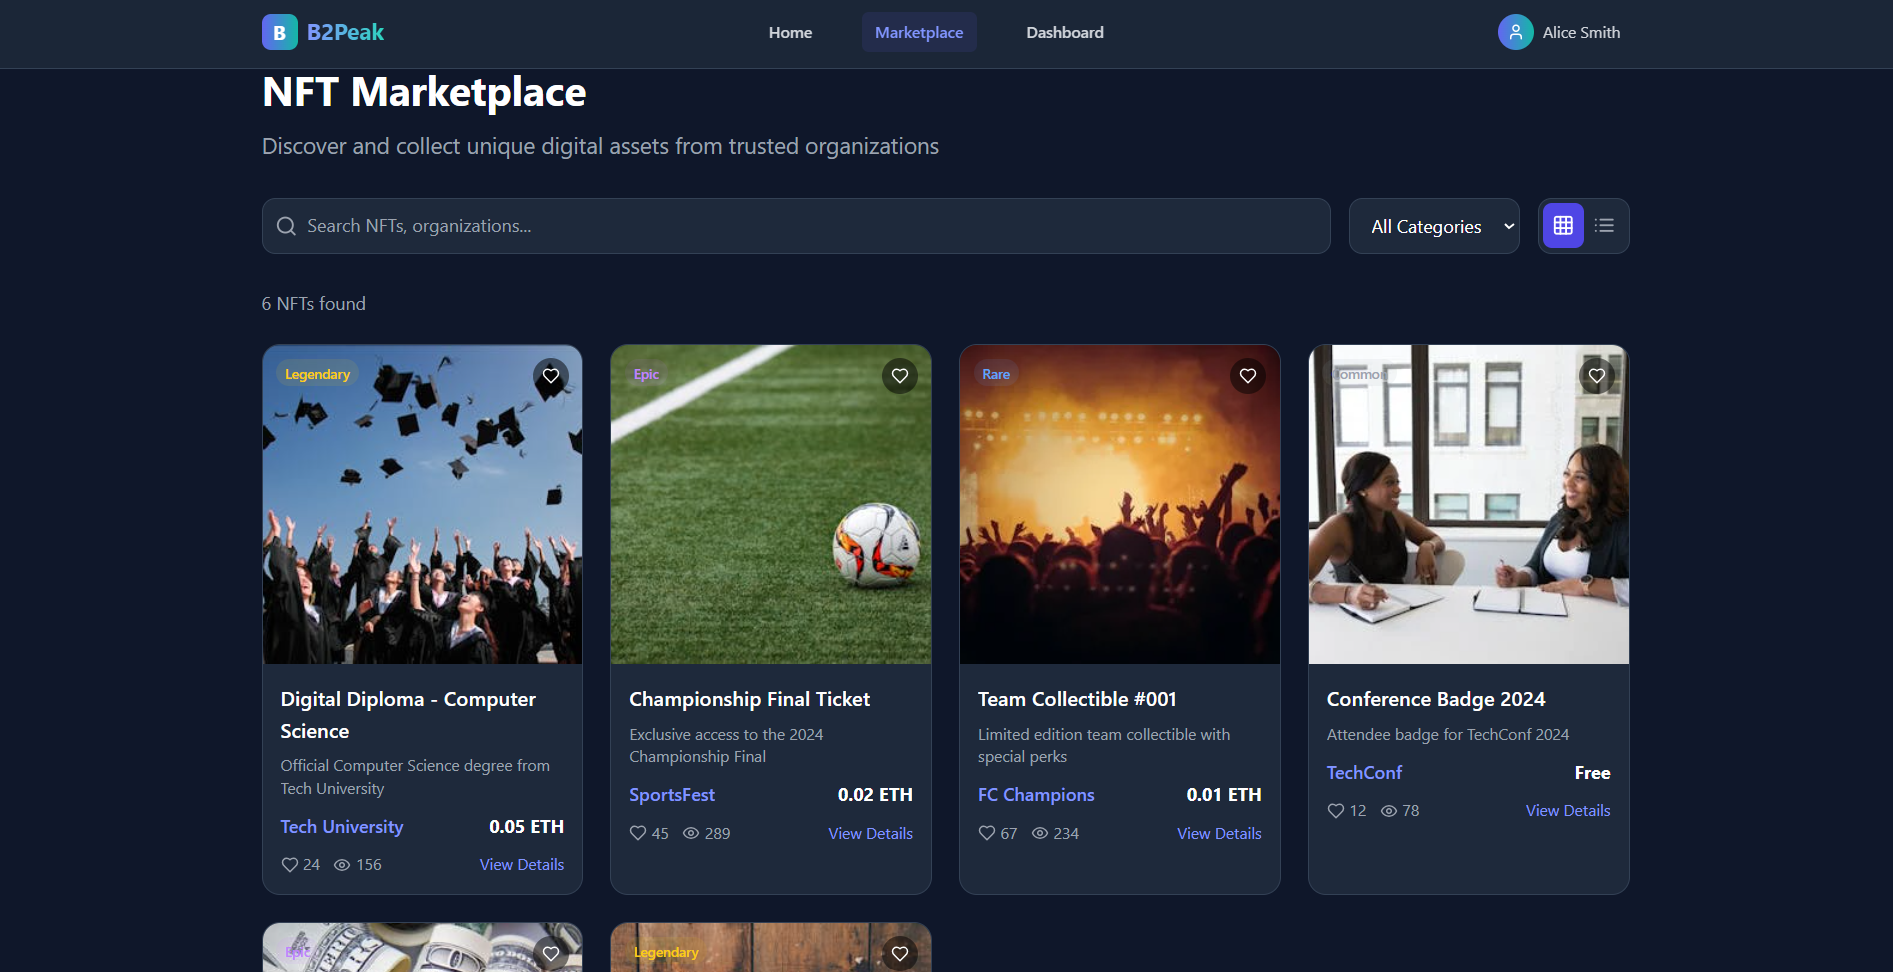 B B2Peak
Home Marketplace Dashboard
Alice Smith
NFT Marketplace
Discover and collect unique digital assets from trusted organizations
Search NFTs, organizations...
All Categories
6 NFTs found
Legendary
Digital Diploma - Computer
Science
Official Computer Science degree from
Tech University
Tech University 0.05 ETH
24 156 View Details
Epic
Championship Final Ticket
Exclusive access to the 2024
Championship Final
SportsFest 0.02 ETH
45 289 View Details
Rare
Team Collectible #001
Limited edition team collectible with
special perks
FC Champions 0.01 ETH
67 234 View Details
Common
Conference Badge 2024
Attendee badge for TechConf 2024
TechConf Free
12 78 View Details
Epic
Legendary